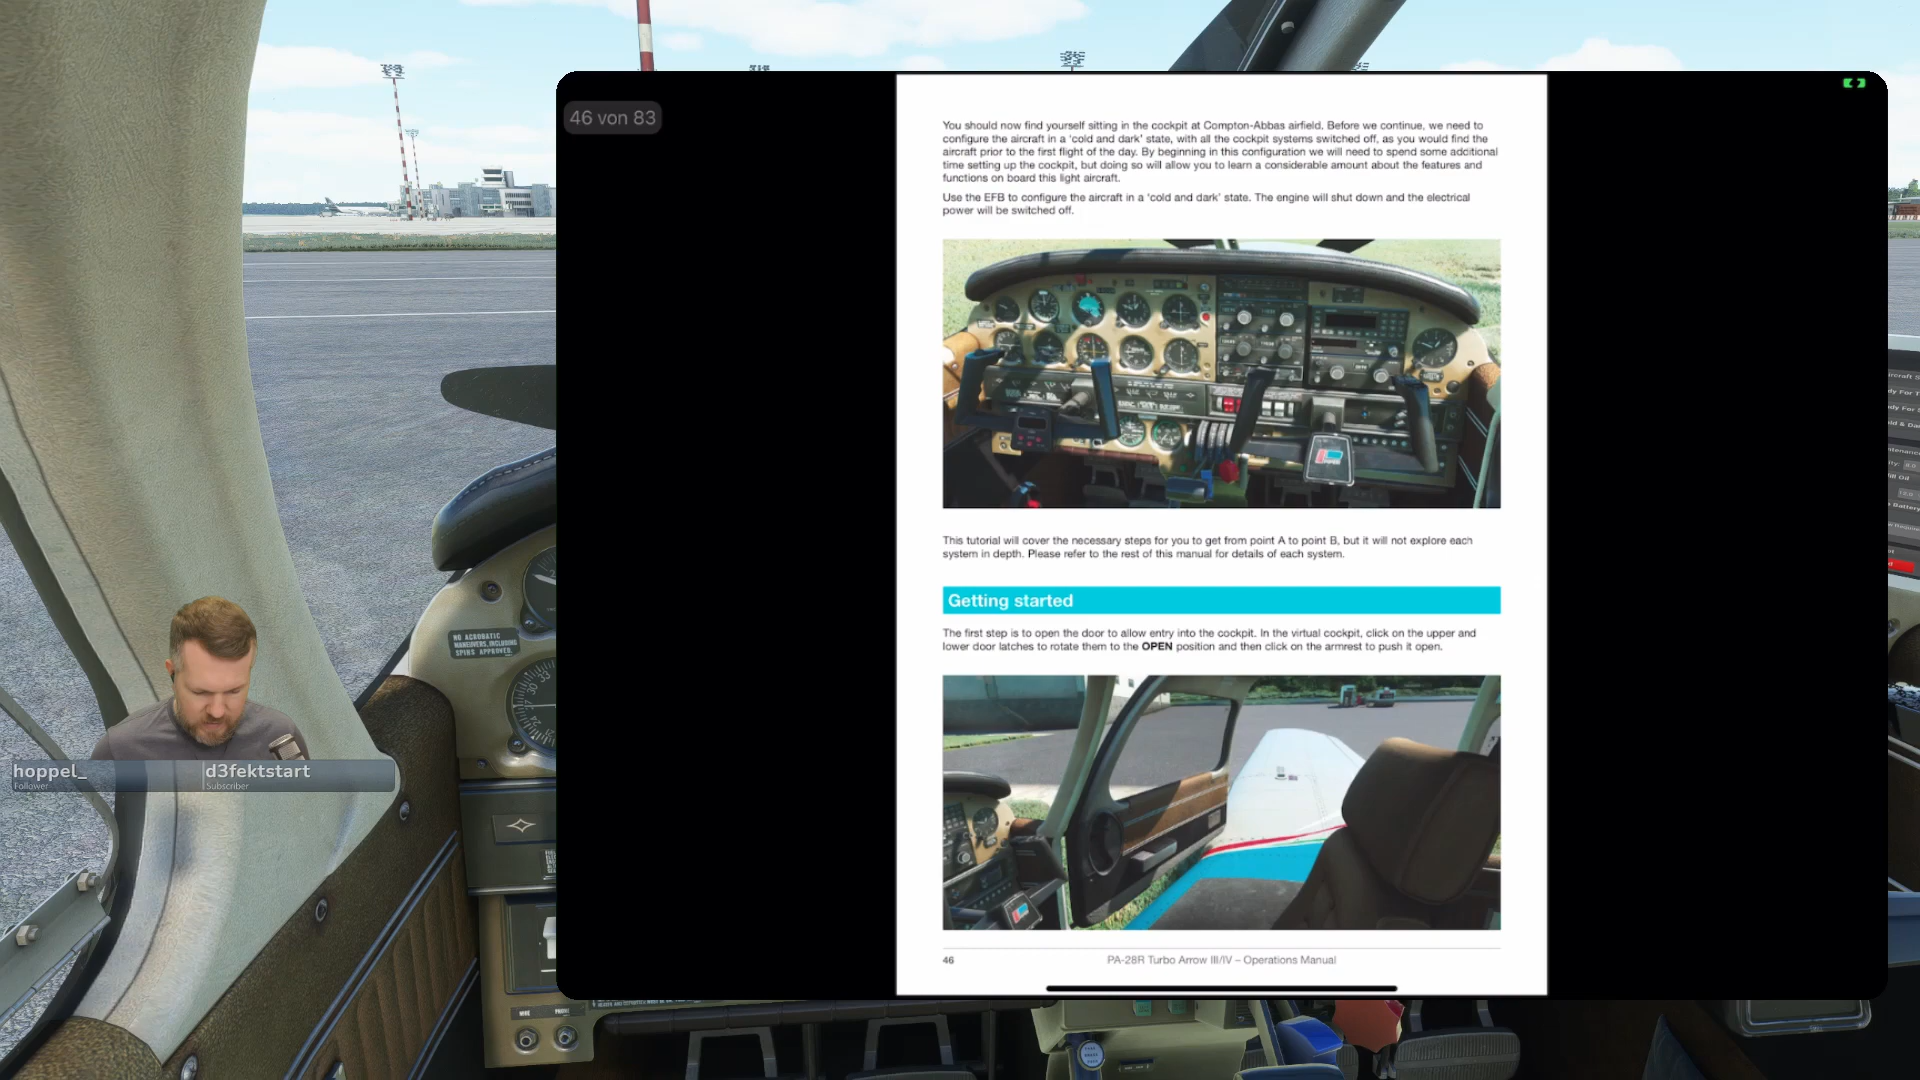 46 von 83
You should now find yourself sitting in the cockpit at Compton-Abbas airfield. Before we continue, we need to
configure the aircraft in a 'cold and dark' state, with all the cockpit systems switched off, as you would find the
aircraft prior to the first flight of the day. By beginning in this configuration we will need to spend some additional
time setting up the cockpit, but doing so will allow you to learn a considerable amount about the features and
functions on board this light aircraft.
Use the EFB to configure the aircraft in a 'cold and dark' state. The engine will shut down and the electrical
power will be switched off.
This tutorial will cover the necessary steps for you to get from point A to point B, but it will not explore each
system in depth. Please refer to the rest of this manual for details of each system.
Getting started
The first step is to open the door to allow entry into the cockpit. In the virtual cockpit, click on the upper and
lower door latches to rotate them to the OPEN position and then click on the armrest to push it open.
46
PA-28R Turbo Arrow III/IV – Operations Manual
NO ACROBATIC
MANEUVERS, INCLUDING
SPINS APPROVED.
33
30
24
hoppel_
Follower
d3fektstart
Subscriber
MIKE
PHONE